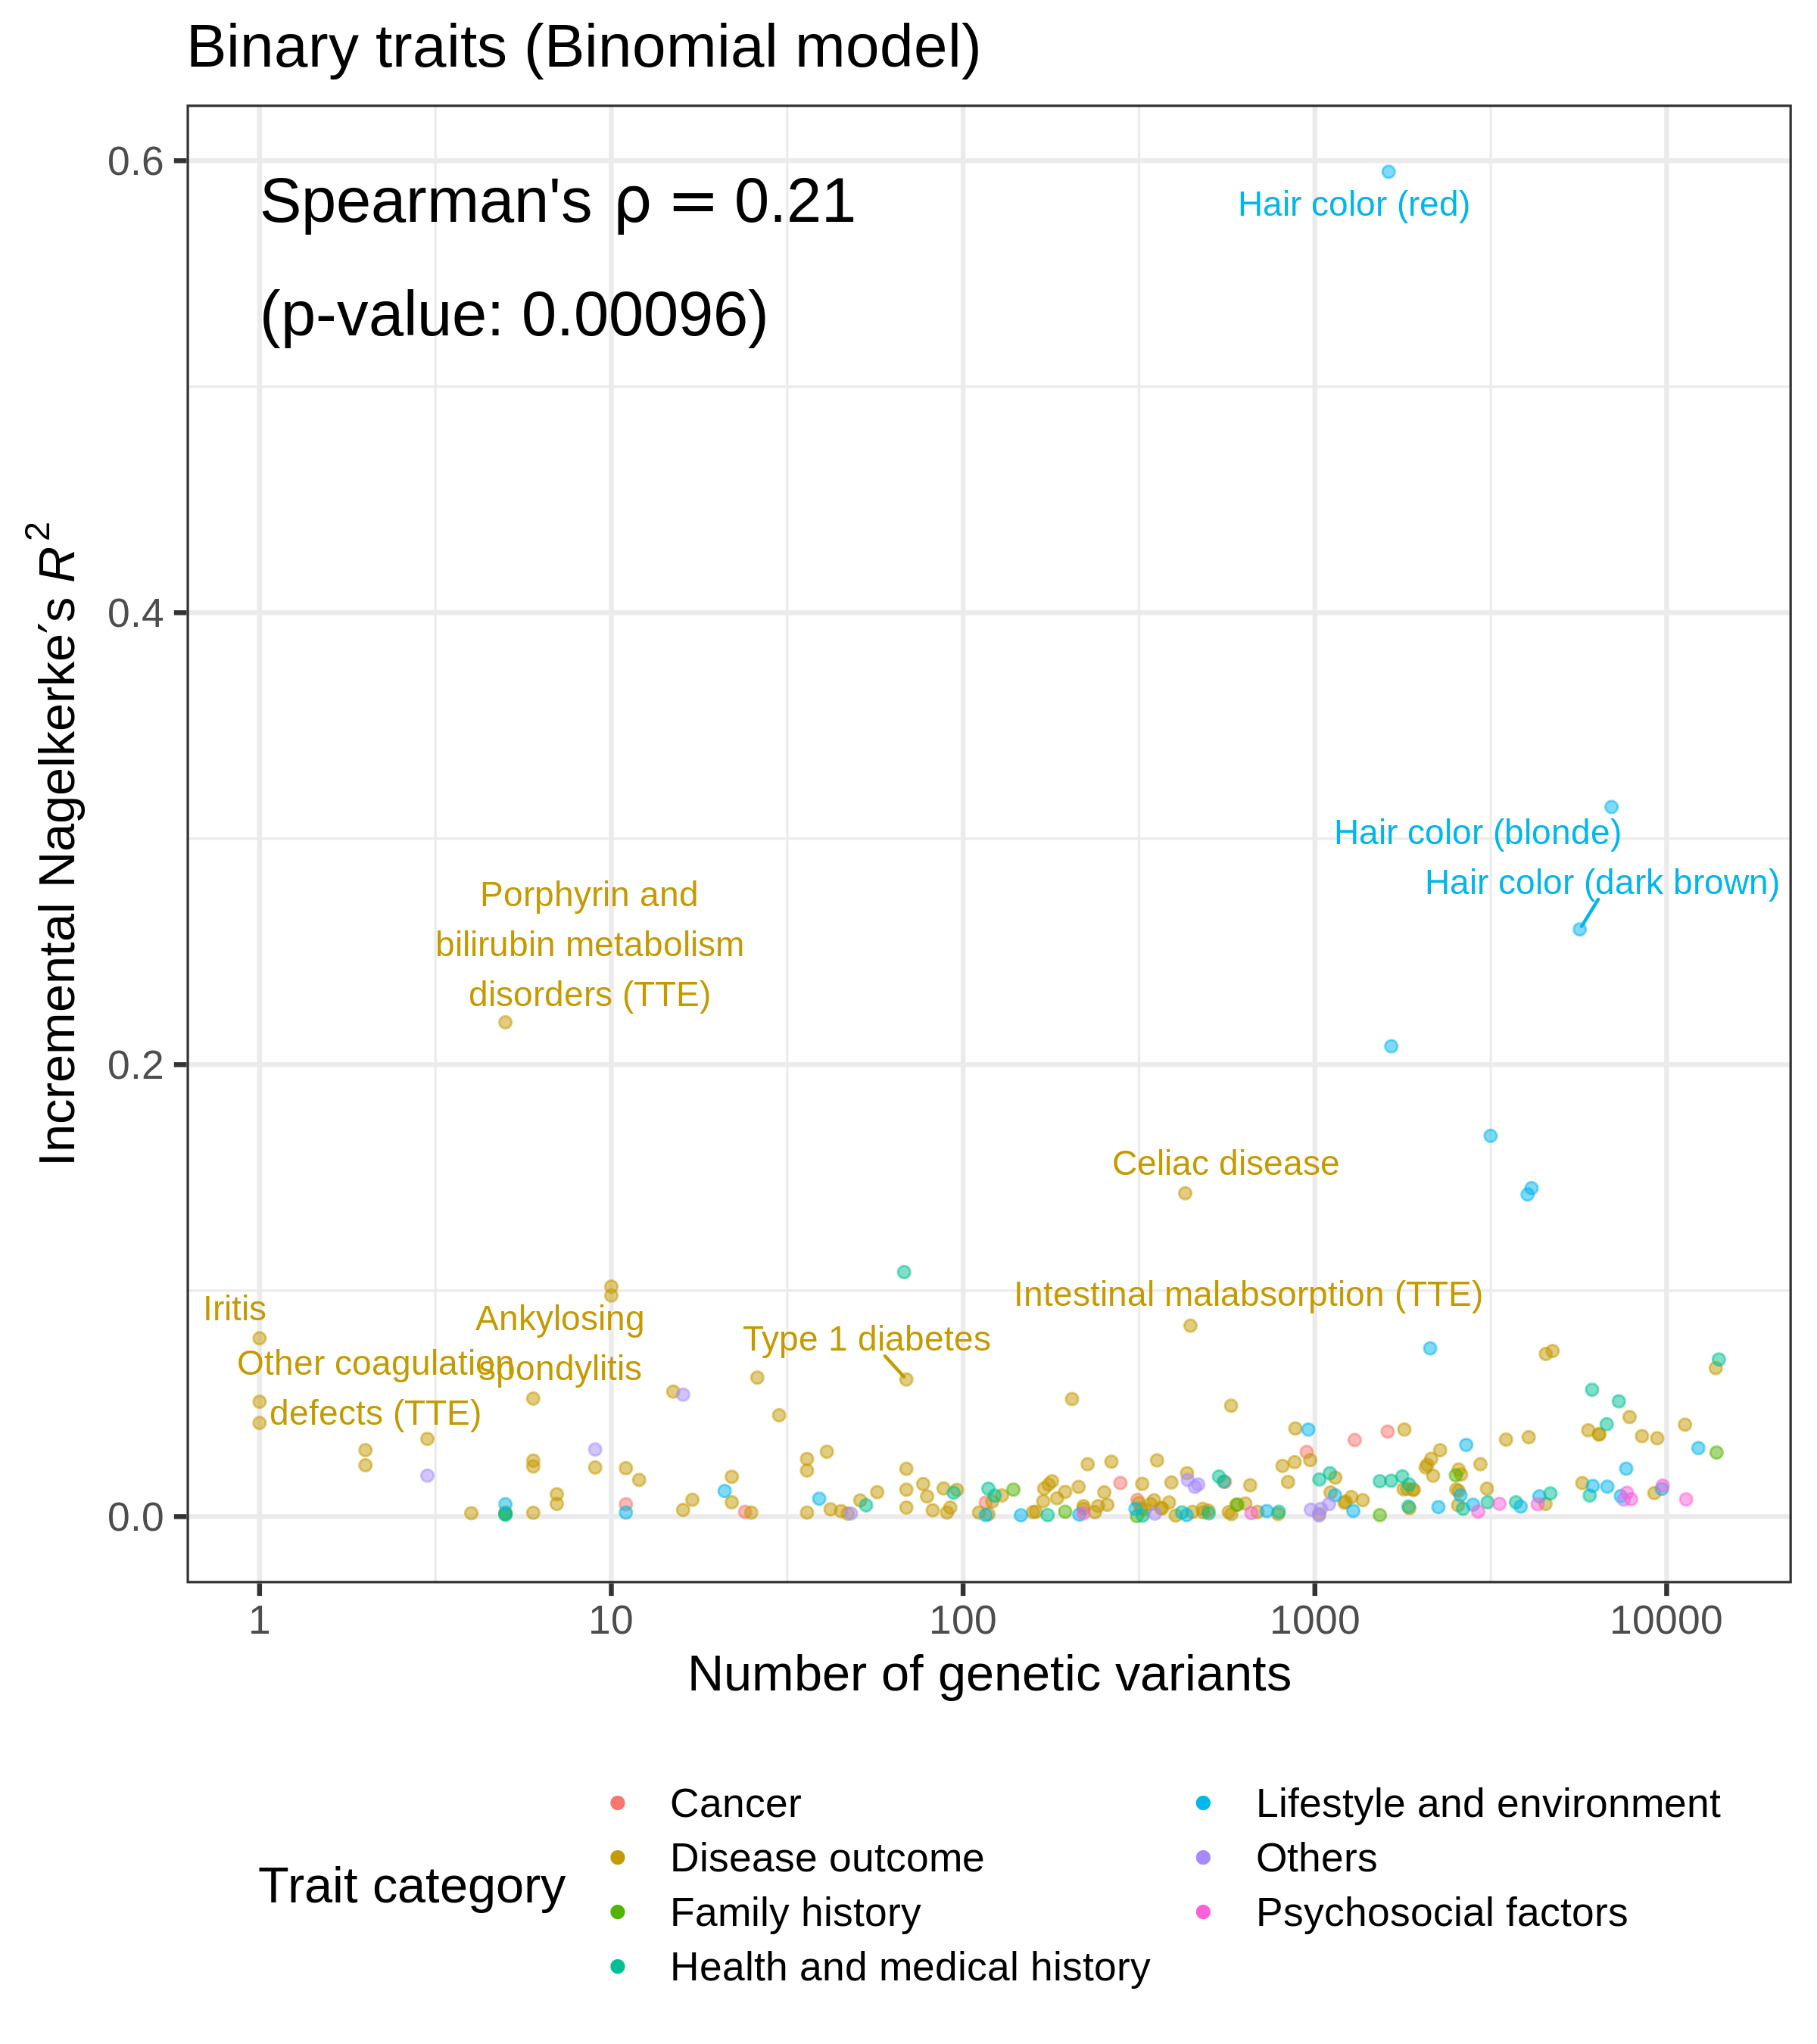 Binary traits (Binomial model)
0.6
0.4
0.2
0.0
Incremental Nagelkerke′s R²
Spearman's ρ = 0.21
(p-value: 0.00096)
Hair color (red)
Hair color (blonde)
Hair color (dark brown)
Porphyrin and
bilirubin metabolism
disorders (TTE)
Celiac disease
Intestinal malabsorption (TTE)
Iritis
Ankylosing
spondylitis
Type 1 diabetes
Other coagulation
defects (TTE)
1
10
100
1000
10000
Number of genetic variants
Trait category
Cancer
Disease outcome
Family history
Health and medical history
Lifestyle and environment
Others
Psychosocial factors